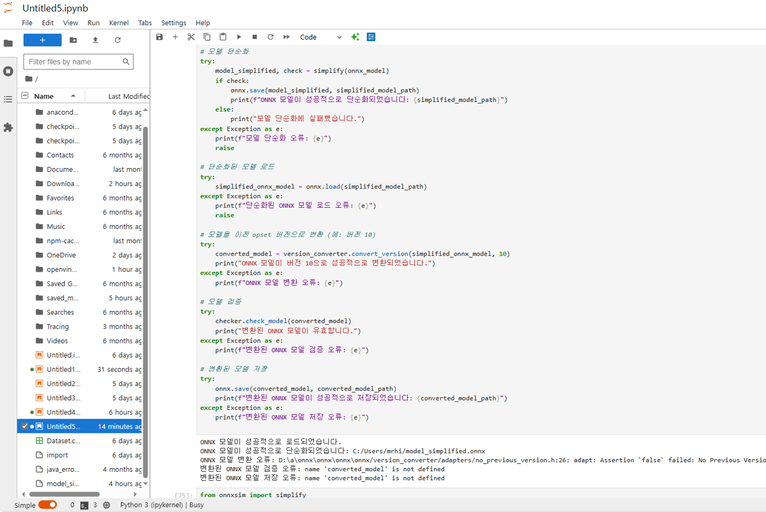 Untitled5.ipynb
File Edit View Run Kernel Tabs Settings Help
Code
Filter files by name
/
Name Last Modified
anacond... 6 days ag
checkpoi... 5 days ag
checkpoi... 5 days ag
Contacts 6 months ag
Docume... last mon
Downloa... 2 hours ag
Favorites 6 months ag
Links 6 months ag
Music 6 months ag
npm-cac... last mon
OneDrive 2 days ag
openvin... 1 hour ag
Saved G... 6 months ag
saved_m... 5 hours ag
Searches 6 months ag
Tracing 3 months ag
Videos 6 months ag
Untitled.i... 6 days ag
Untitled1... 31 seconds ag
Untitled2... 5 days ag
Untitled3... 5 days ag
Untitled4... 6 hours ag
Untitled5... 14 minutes ag
Dataset.c... 6 days ag
import 6 days ag
java_erro... 4 months ag
model_si... 4 hours ag
# 모델 단순화
try:
model_simplified, check = simplify(onnx_model)
if check:
onnx.save(model_simplified, simplified_model_path)
print(f"ONNX 모델이 성공적으로 단순화되었습니다: {simplified_model_path}")
else:
print("모델 단순화에 실패했습니다.")
except Exception as e:
print(f"모델 단순화 오류: {e}")
raise
# 단순화된 모델 로드
try:
simplified_onnx_model = onnx.load(simplified_model_path)
except Exception as e:
print(f"단순화된 ONNX 모델 로드 오류: {e}")
raise
# 모델을 이전 opset 버전으로 변환 (예: 버전 10)
try:
converted_model = version_converter.convert_version(simplified_onnx_model, 10)
print("ONNX 모델이 버전 10으로 성공적으로 변환되었습니다.")
except Exception as e:
print(f"ONNX 모델 변환 오류: {e}")
# 모델 검증
try:
checker.check_model(converted_model)
print("변환된 ONNX 모델이 유효합니다.")
except Exception as e:
print(f"변환된 ONNX 모델 검증 오류: {e}")
# 변환된 모델 저장
try:
onnx.save(converted_model, converted_model_path)
print(f"변환된 ONNX 모델이 성공적으로 저장되었습니다: {converted_model_path}")
except Exception as e:
print(f"변환된 ONNX 모델 저장 오류: {e}")
ONNX 모델이 성공적으로 로드되었습니다.
ONNX 모델이 성공적으로 단순화되었습니다: C:/Users/mrhi/model_simplified.onnx
ONNX 모델 변환 오류: D:\a\onnx\onnx\onnx/version_converter/adapters/no_previous_version.h:26: adapt: Assertion `false` failed: No Previous Versio
변환된 ONNX 모델 검증 오류: name 'converted_model' is not defined
변환된 ONNX 모델 저장 오류: name 'converted_model' is not defined
[75]: from onnxsim import simplify
Simple 0 3 Python 3 (ipykernel) | Busy